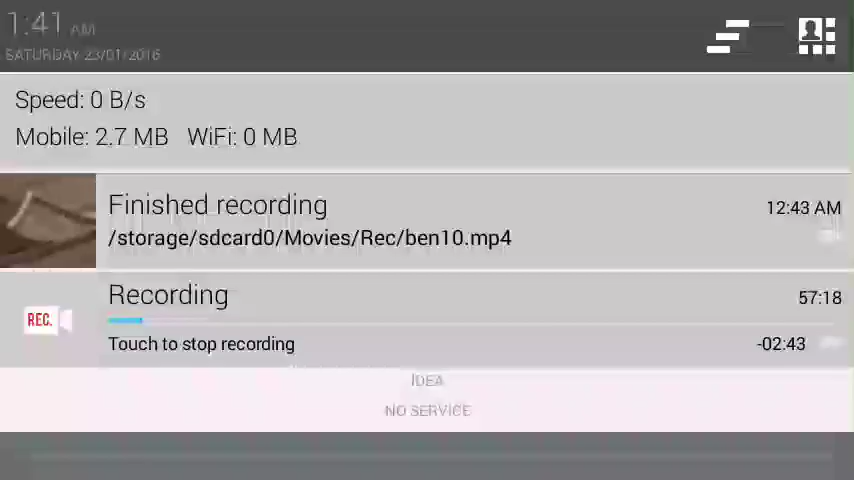 1:41 AM
SATURDAY 23/01/2016
Speed: 0 B/s
Mobile: 2.7 MB WiFi: 0 MB
Finished recording
12:43 AM
/storage/sdcard0/Movies/Rec/ben10.mp4
Recording
57:18
REC.
Touch to stop recording
-02:43
IDEA
NO SERVICE